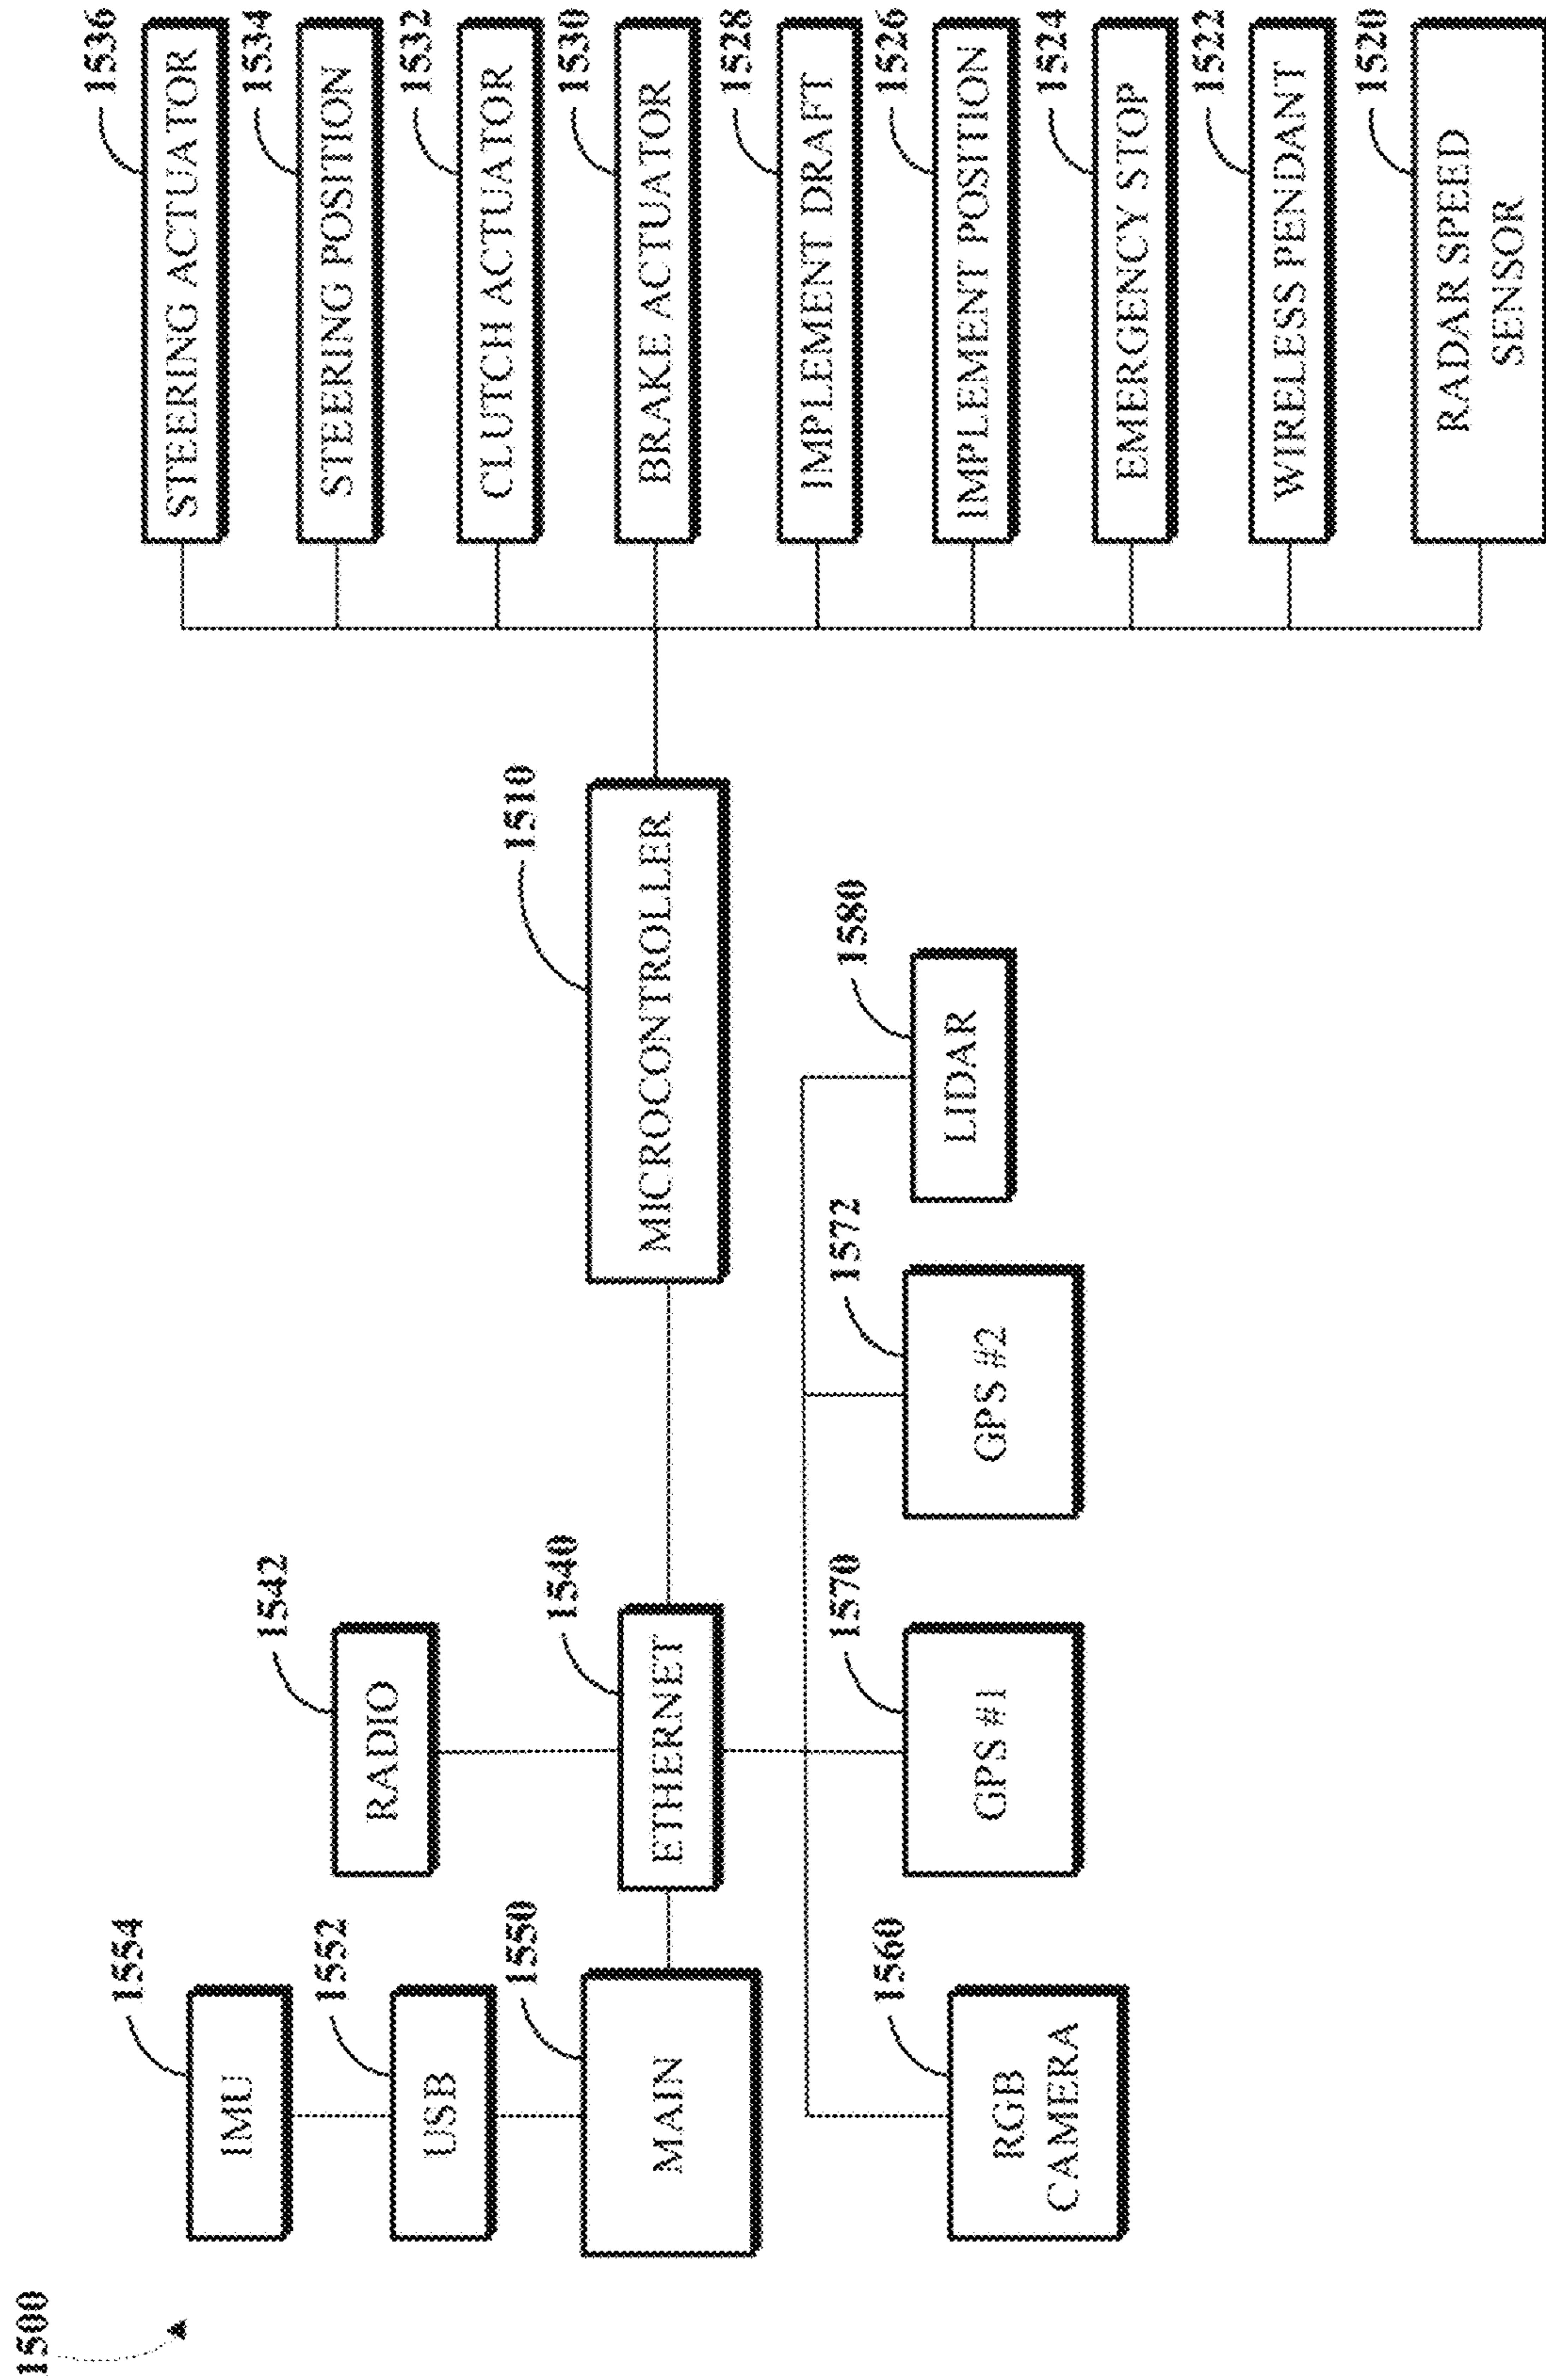 1500
1554
IMU
1552
USB
1550
MAIN
1542
RADIO
1540
ETHERNET
1510
MICROCONTROLLER
1560
RGB
CAMERA
1570
GPS #1
1572
GPS #2
1580
LIDAR
1536
STEERING ACTUATOR
1534
STEERING POSITION
1532
CLUTCH ACTUATOR
1530
BRAKE ACTUATOR
1528
IMPLEMENT DRAFT
1526
IMPLEMENT POSITION
1524
EMERGENCY STOP
1522
WIRELESS PENDANT
1520
RADAR SPEED
SENSOR